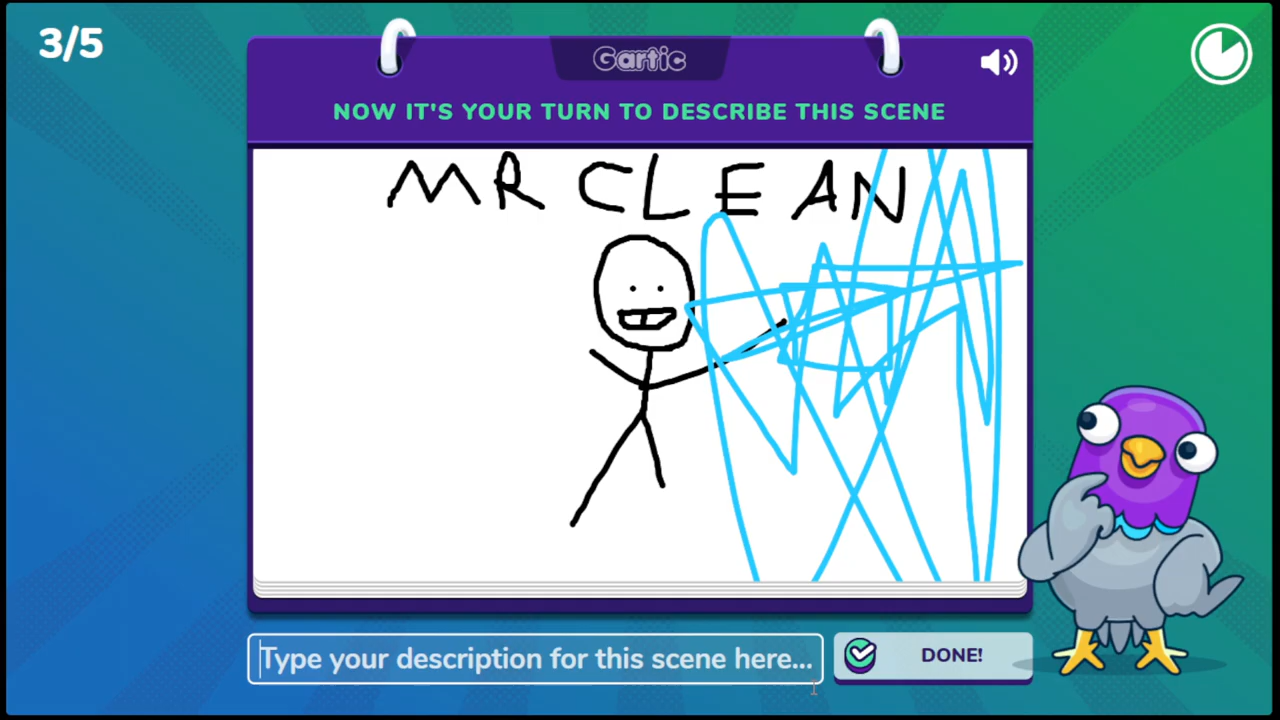 3/5
Gartic
NOW IT'S YOUR TURN TO DESCRIBE THIS SCENE
MR CLEAN
Type your description for this scene here...
DONE!